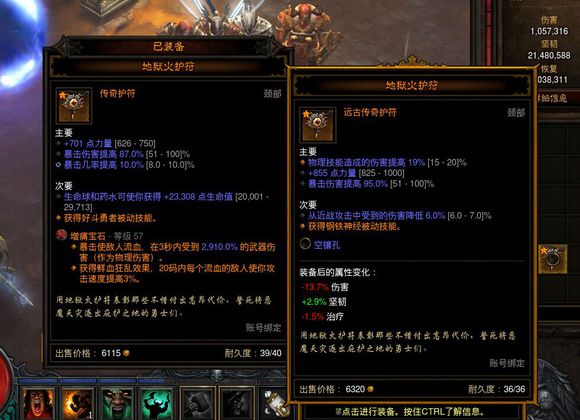 已装备
地狱火护符
传奇护符
颈部
主要
+701 点力量 [626 - 750]
暴击伤害提高 87.0% [51 - 100]%
暴击几率提高 10.0% [8.0 - 10.0]%
次要
生命球和药水可使你获得 +23,308 点生命值 [20,001 -
29,713]
获得好斗勇者被动技能。
增痛宝石 - 等级 57
暴击使敌人流血，在3秒内受到 2,910.0% 的武器伤
害（作为物理伤害）。
获得鲜血狂乱效果，20码内每个流血的敌人使你攻
击速度提高3%。
用地狱火护符来彰影那些不惜付出高昂代价，誓死将恶
魔天灾逐出庇护之地的勇士们。
账号绑定
出售价格： 6115
耐久度：39/40
地狱火护符
远古传奇护符
颈部
主要
物理技能造成的伤害提高 19% [15 - 20]%
+855 点力量 [825 - 1000]
暴击伤害提高 95.0% [51 - 100]%
次要
从近战攻击中受到的伤害降低 6.0% [6.0 - 7.0]%
获得钢铁神经被动技能。
空镶孔
装备后的属性变化：
-13.7% 伤害
+2.9% 坚韧
-1.5% 治疗
用地狱火护符来彰影那些不惜付出高昂代价，誓死将恶
魔天灾逐出庇护之地的勇士们。
账号绑定
出售价格： 6320
耐久度：36/36
点击进行装备。按住CTRL了解信息。
伤害
1,057,316
坚韧
21,480,588
恢复
038,311
详细信息